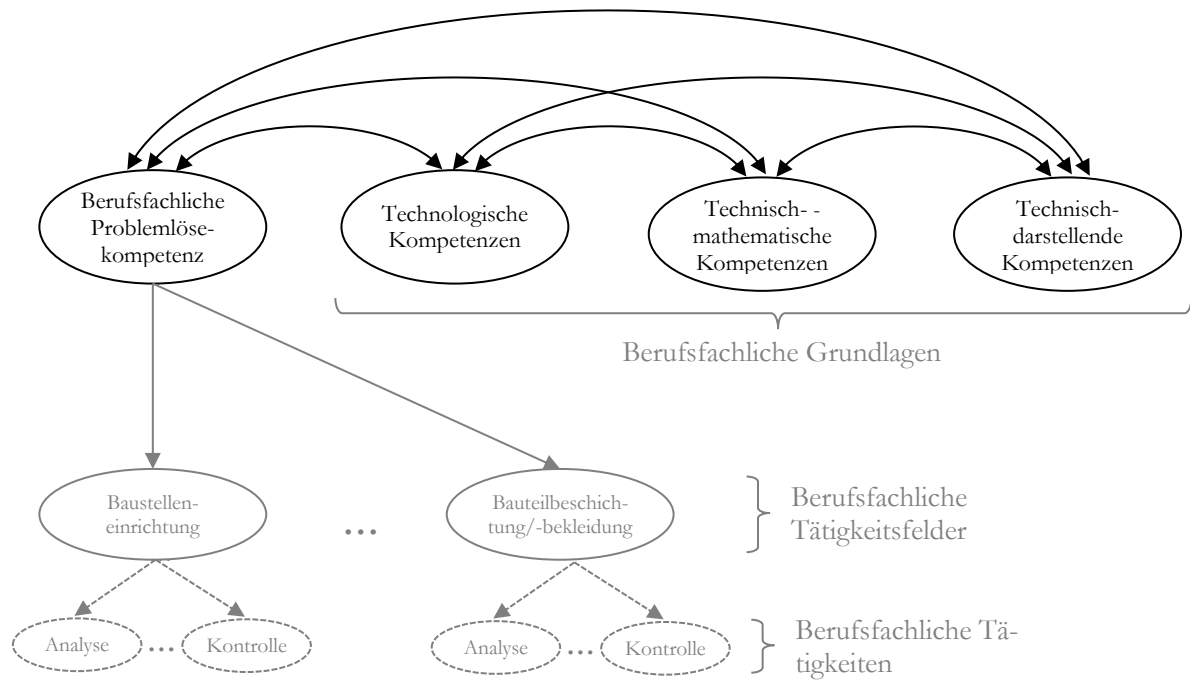 Berufsfachliche
Problemlöse-
kompetenz
Technologische
Kompetenzen
Technisch- -
mathematische
Kompetenzen
Technisch-
darstellende
Kompetenzen
Berufsfachliche Grundlagen
Baustellen-
einrichtung
...
Bauteilbeschich-
tung/-bekleidung
Berufsfachliche
Tätigkeitsfelder
Analyse
...
Kontrolle
Analyse
...
Kontrolle
Berufsfachliche Tä-
tigkeiten